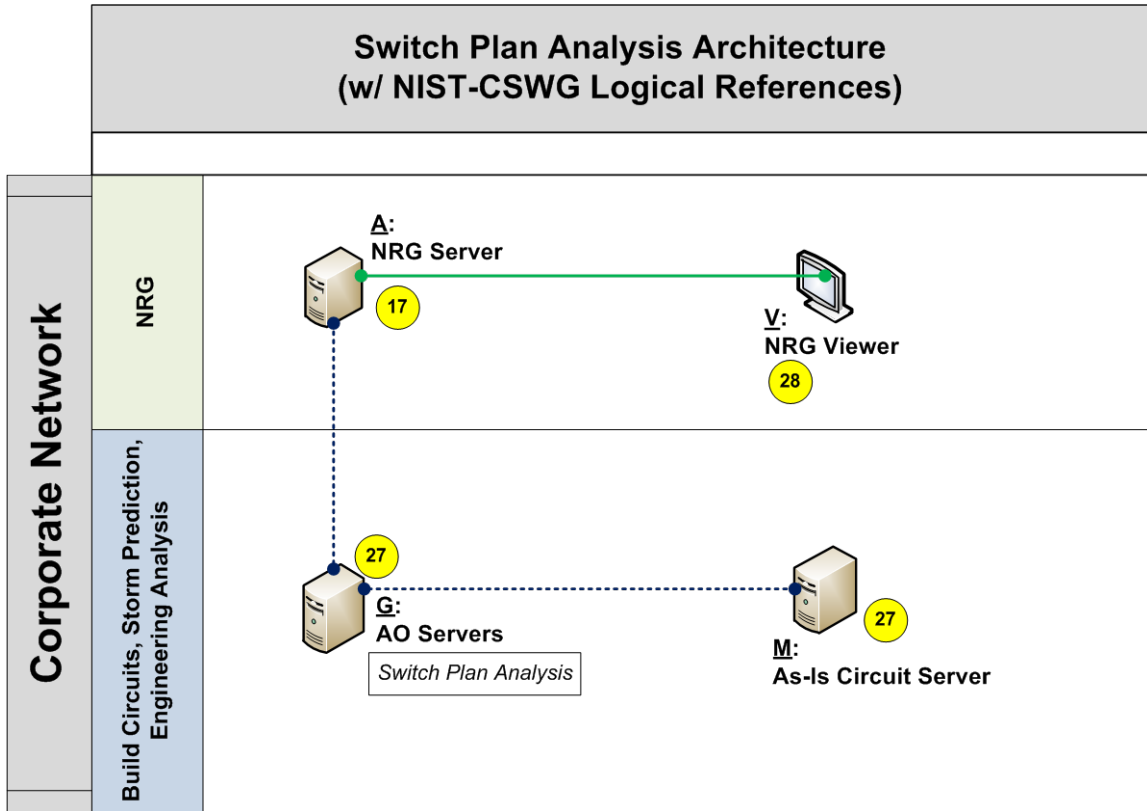 Switch Plan Analysis Architecture
(w/ NIST-CSWG Logical References)
Corporate Network
NRG
A:
NRG Server
17
V:
NRG Viewer
28
Build Circuits, Storm Prediction,
Engineering Analysis
27
G:
AO Servers
Switch Plan Analysis
27
M:
As-Is Circuit Server